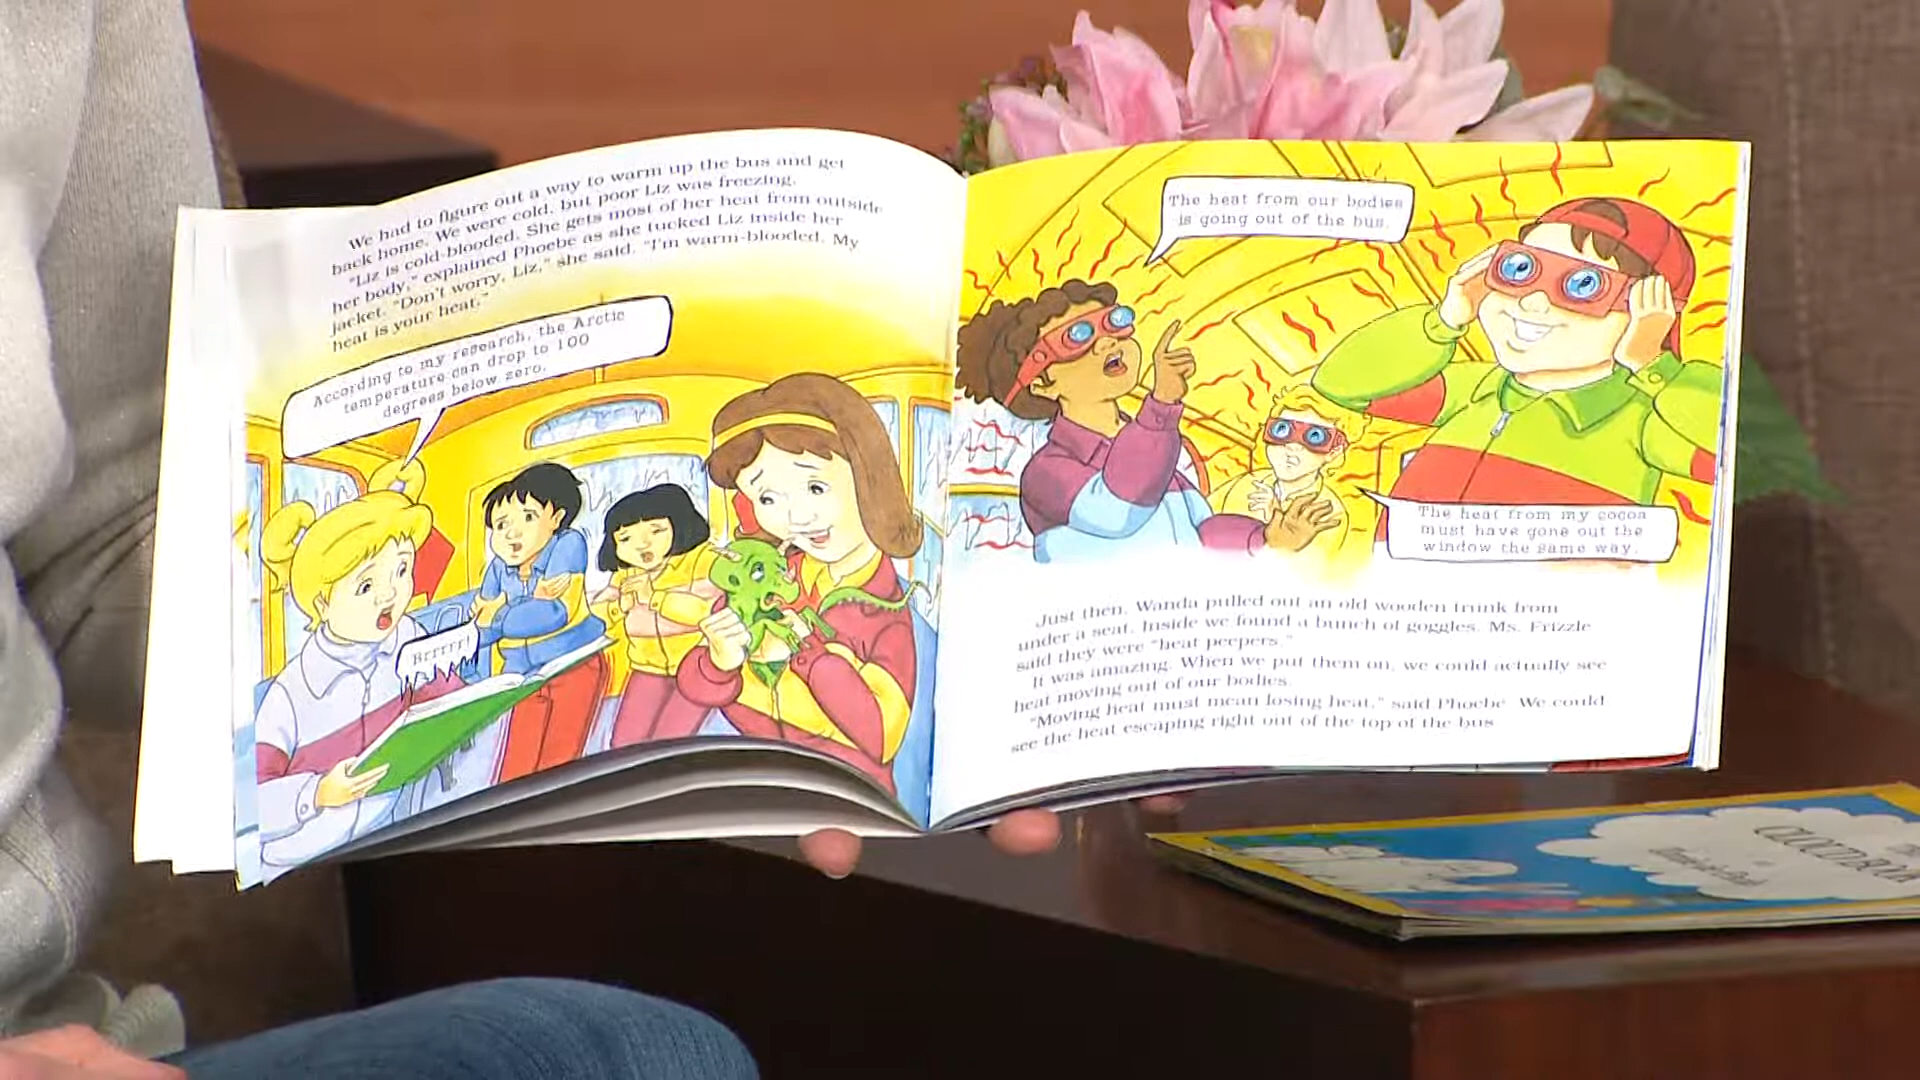 We had to figure out a way to warm up the bus and get
back home. We were cold, but poor Liz was freezing.
"Liz is cold-blooded. She gets most of her heat from outside
her body," explained Phoebe as she tucked Liz inside her
jacket. "Don't worry, Liz," she said. "I'm warm-blooded. My
heat is your heat."
According to my research, the Arctic
temperature can drop to 100
degrees below zero.
Brrrrr!
The heat from our bodies
is going out of the bus.
The heat from my cocoa
must have gone out the
window the same way.
Just then, Wanda pulled out an old wooden trunk from
under a seat. Inside we found a bunch of goggles. Ms. Frizzle
said they were "heat peepers."
It was amazing. When we put them on, we could actually see
heat moving out of our bodies.
"Moving heat must mean losing heat," said Phoebe. We could
see the heat escaping right out of the top of the bus
CLOUD BOOK